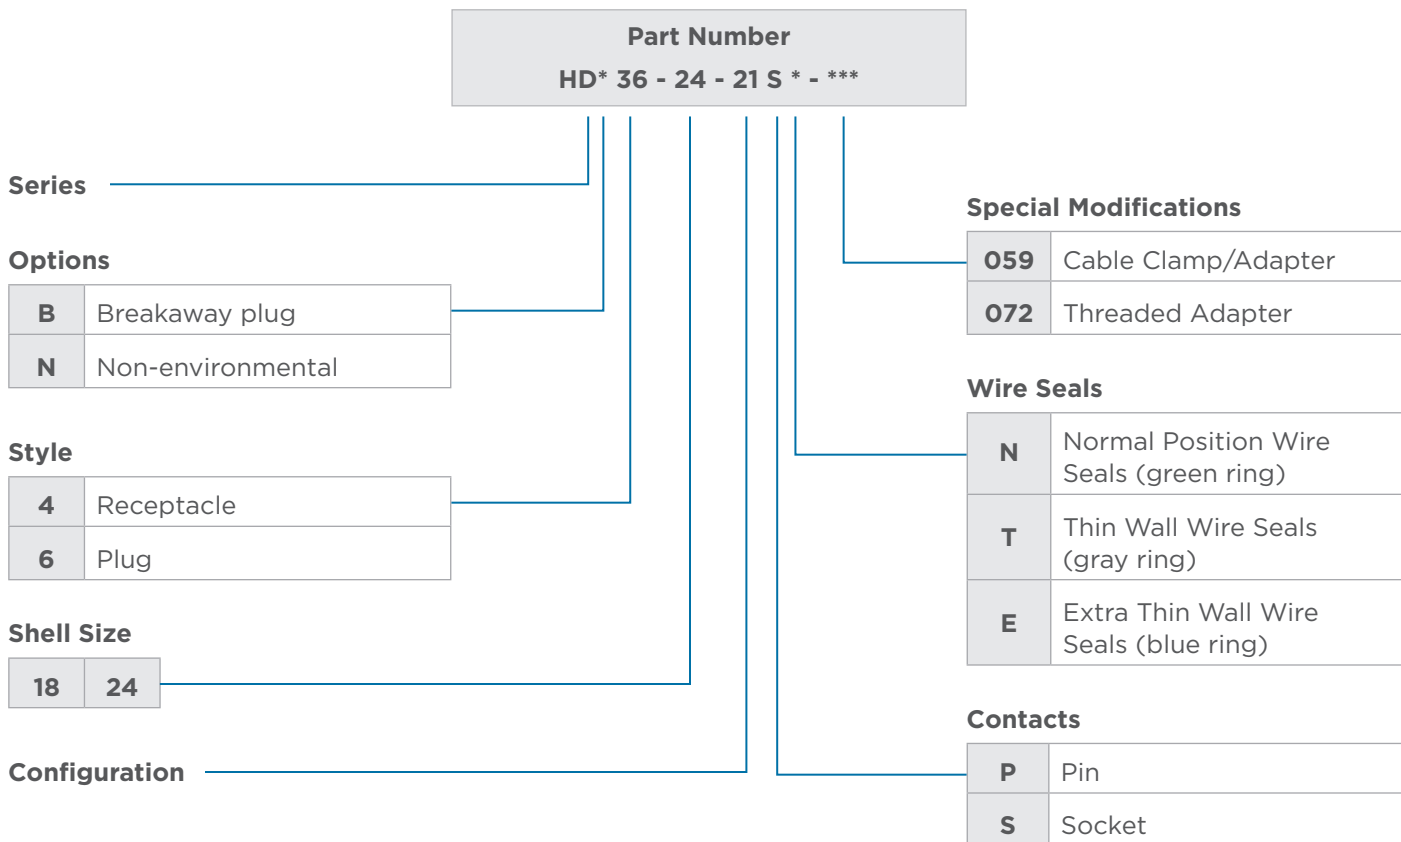 Part Number
HD* 36 - 24 - 21 S * - ***
Series
Options
B Breakaway plug
N Non-environmental
Style
4 Receptacle
6 Plug
Shell Size
18 24
Configuration
Special Modifications
059 Cable Clamp/Adapter
072 Threaded Adapter
Wire Seals
N Normal Position Wire
Seals (green ring)
T Thin Wall Wire Seals
(gray ring)
E Extra Thin Wall Wire
Seals (blue ring)
Contacts
P Pin
S Socket